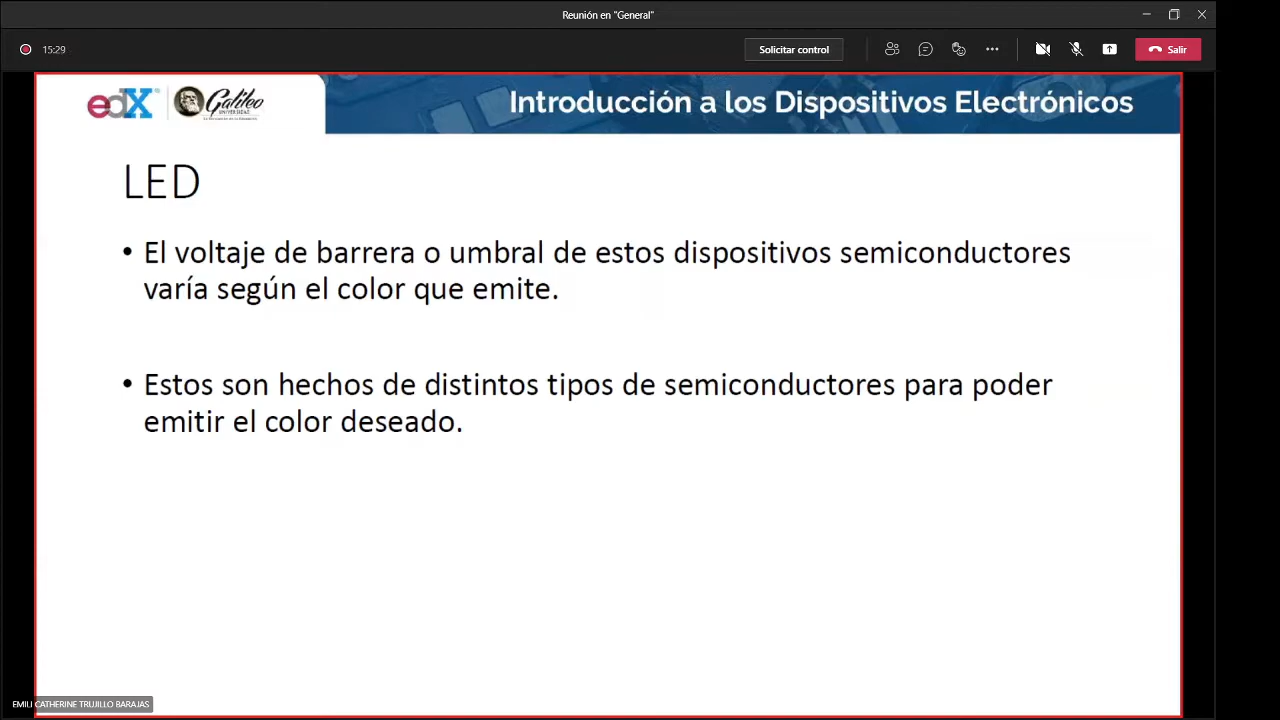 Reunión en "General"
15:29
Solicitar control
Salir
edX
Galileo
UNIVERSIDAD
Introducción a los Dispositivos Electrónicos
LED
• El voltaje de barrera o umbral de estos dispositivos semiconductores
varía según el color que emite.
• Estos son hechos de distintos tipos de semiconductores para poder
emitir el color deseado.
EMILI CATHERINE TRUJILLO BARAJAS